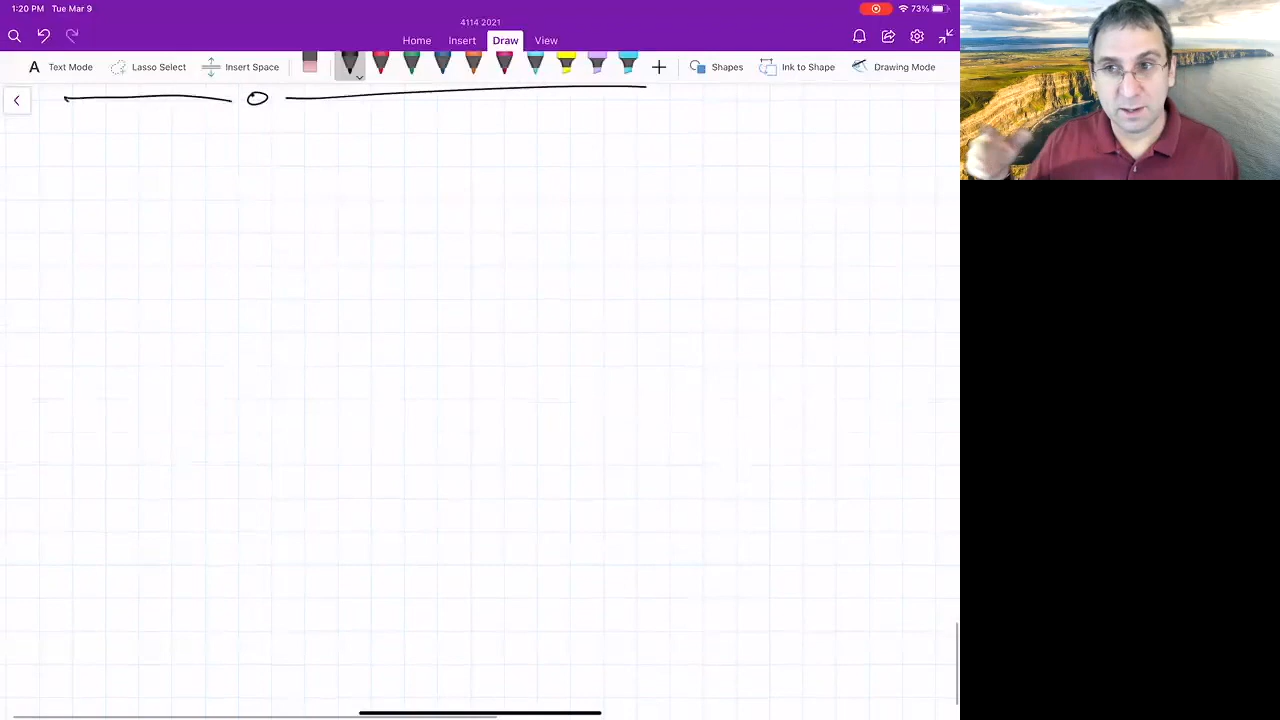 1:20 PM Tue Mar 9
73%
4114 2021
Home Insert Draw View
A Text Mode Lasso Select Insert Space Shapes Ink to Shape Drawing Mode